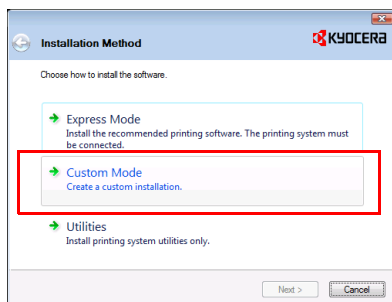 Installation Method
KYOCERA
Choose how to install the software.
Express Mode
Install the recommended printing software. The printing system must
be connected.
Custom Mode
Create a custom installation.
Utilities
Install printing system utilities only.
Next >
Cancel